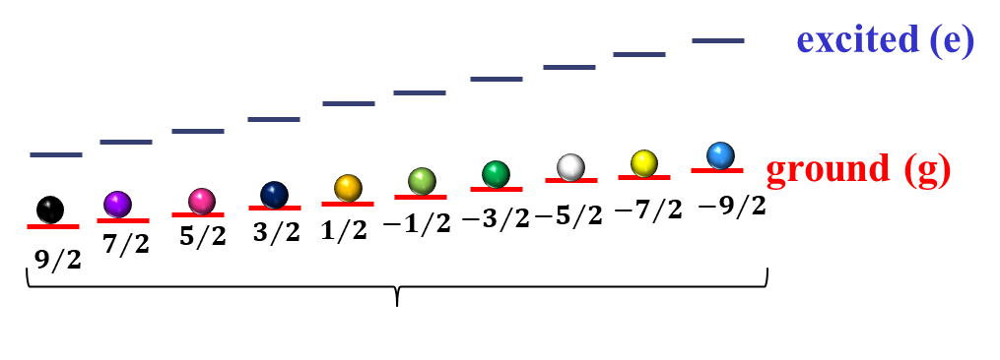 excited (e)
ground (g)
9/2 7/2 5/2 3/2 1/2 −1/2 −3/2 −5/2 −7/2 −9/2